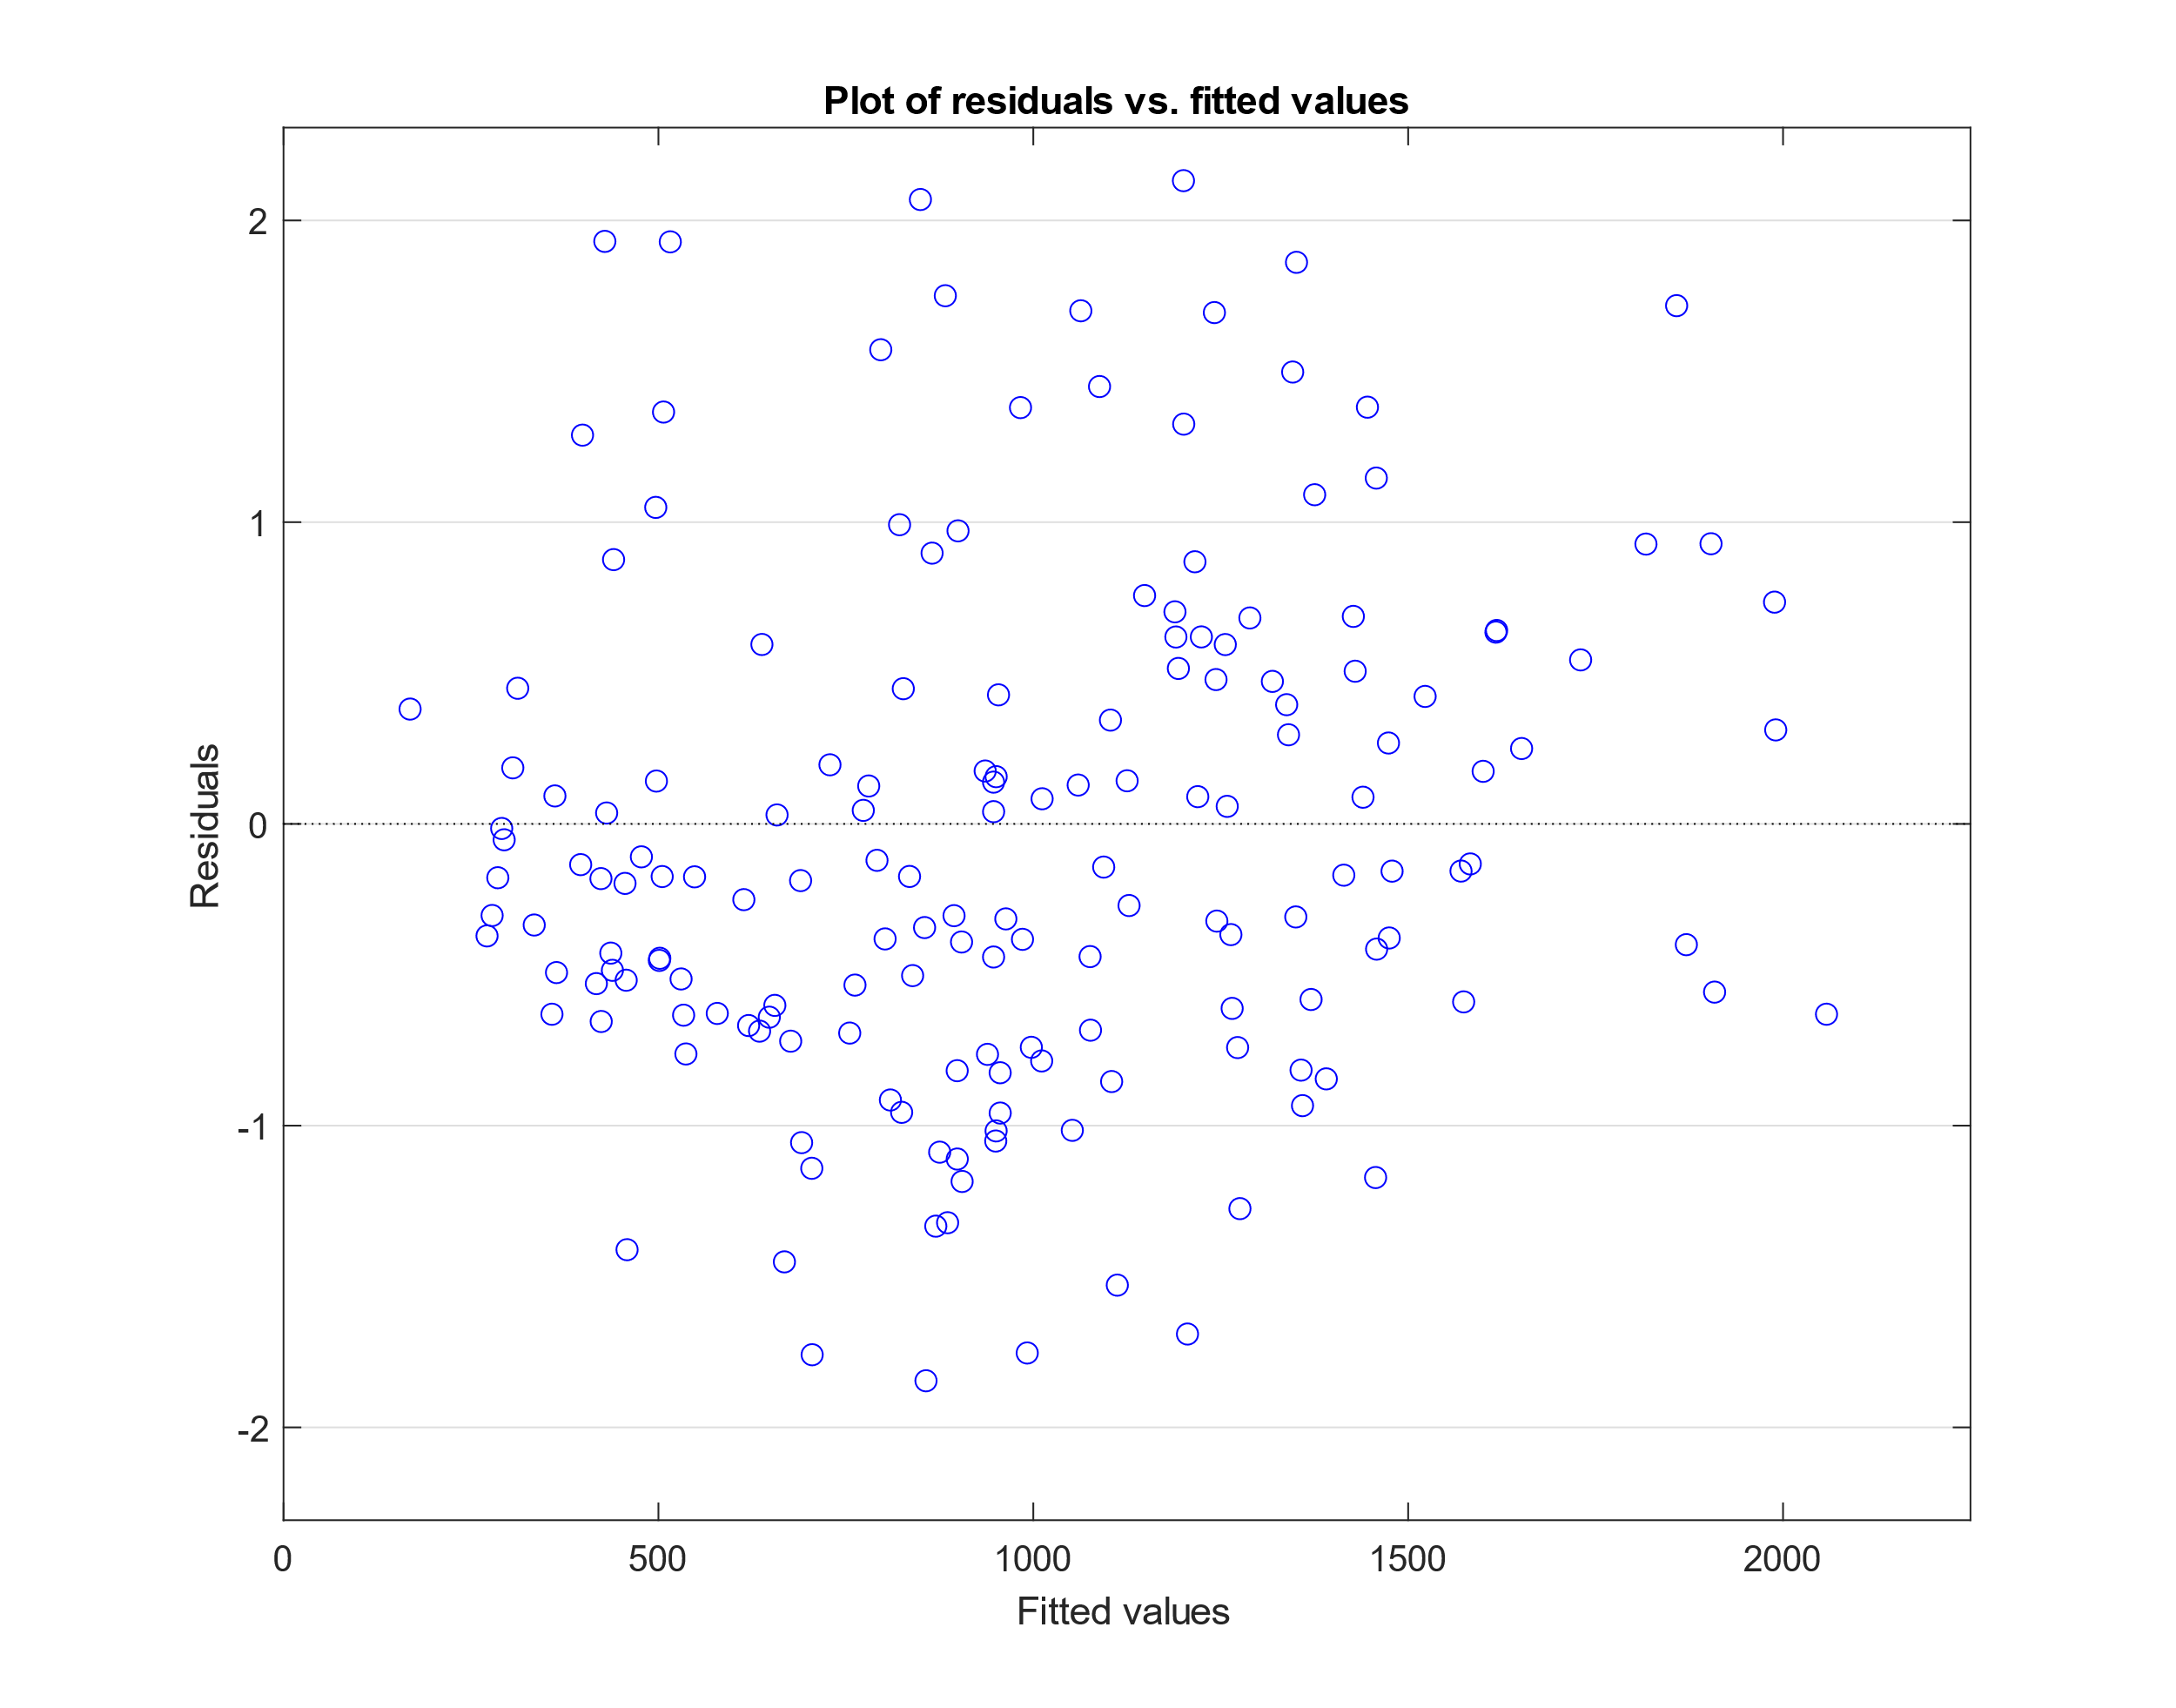 Plot of residuals vs. fitted values
2
1
0
-1
-2
Residuals
0 500 1000 1500 2000
Fitted values